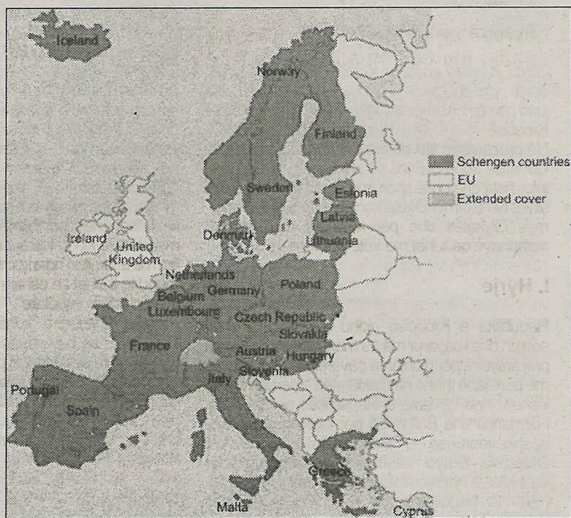 Iceland
Norway
Finland
Sweden
Estonia
Latvia
Lithuania
Denmark
Ireland
United
Kingdom
Netherlands
Belgium
Luxembourg
Germany
Poland
Czech Republic
Slovakia
France
Austria
Hungary
Slovenia
Italy
Portugal
Spain
Greece
Malta
Cyprus
Schengen countries
EU
Extended cover